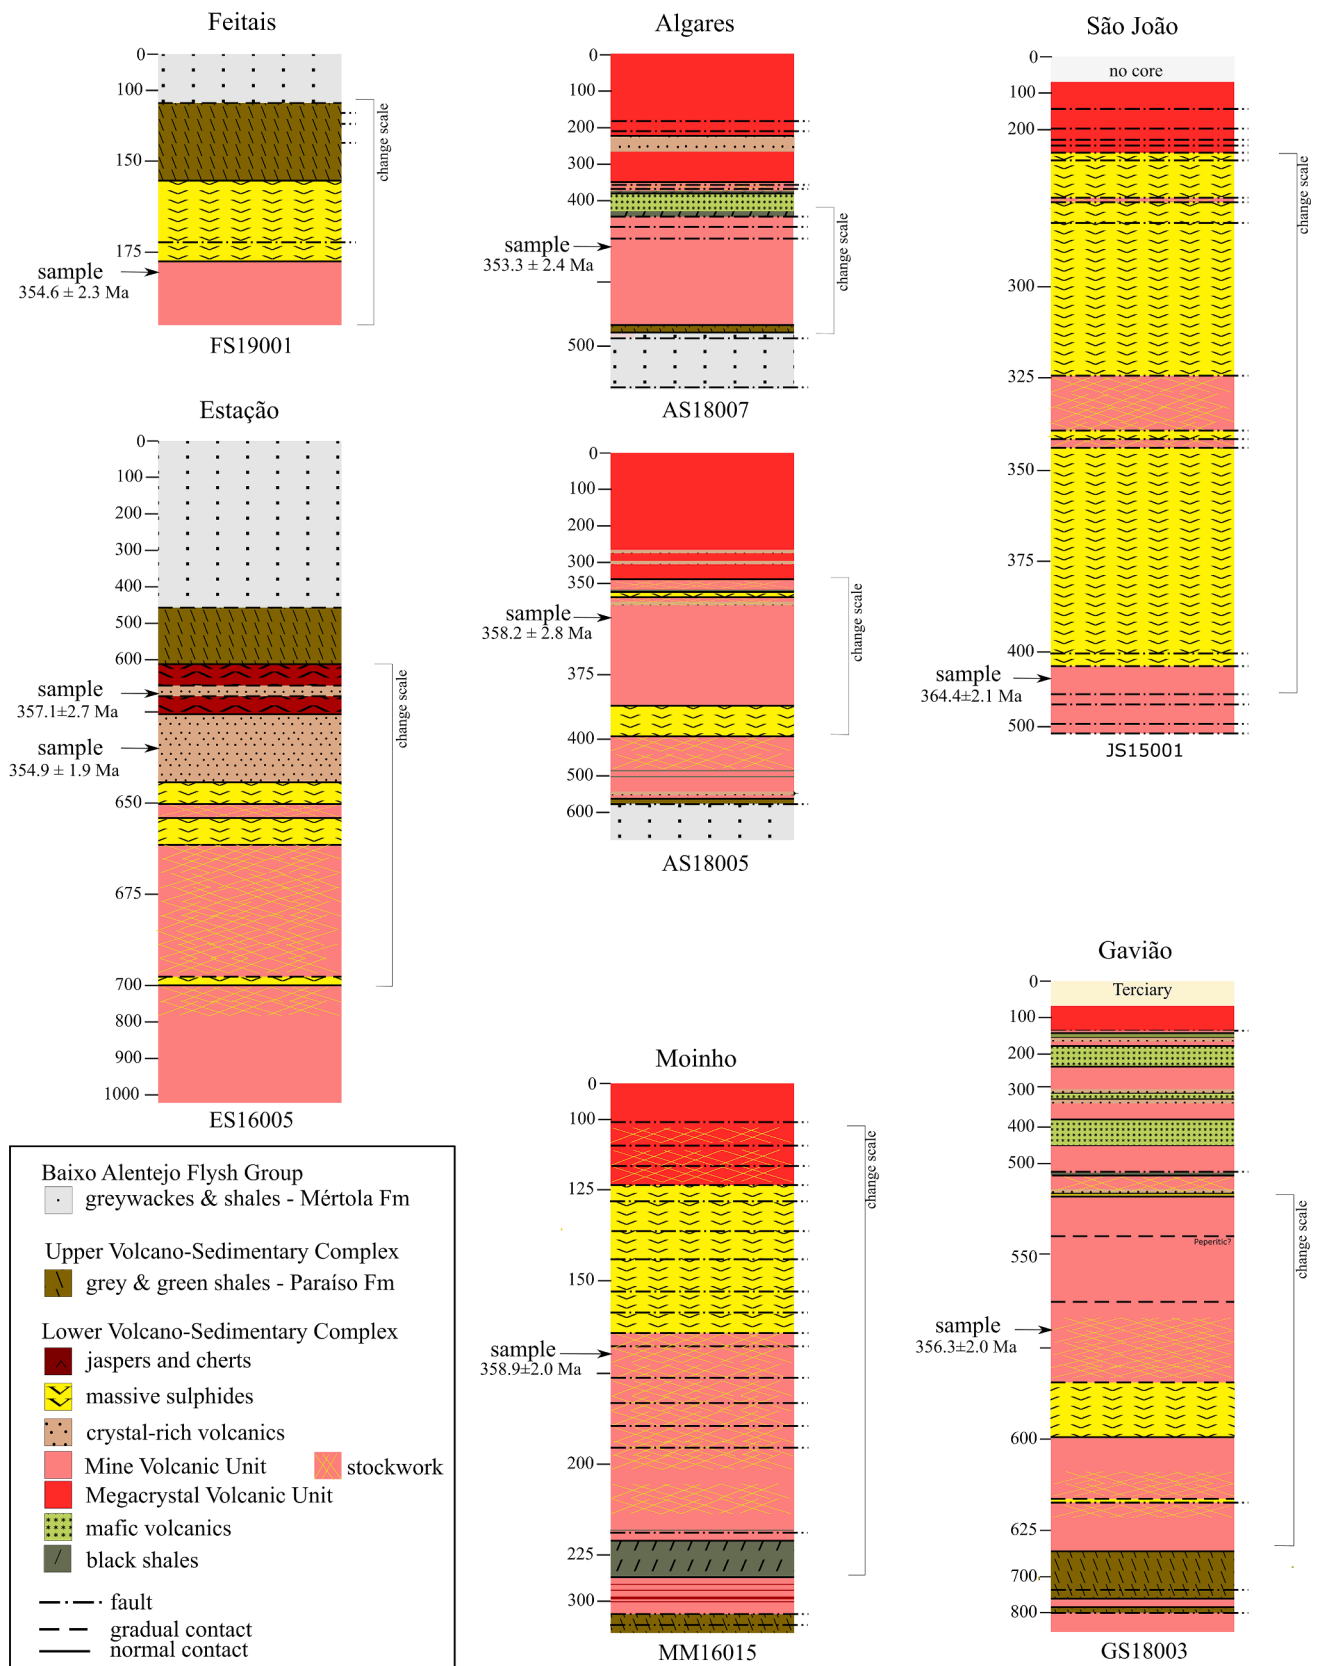 Feitais
0
100
150
175
sample
354.6 ± 2.3 Ma
change scale
FS19001
Algares
0
100
200
300
400
500
sample
353.3 ± 2.4 Ma
change scale
AS18007
São João
0
no core
100
200
300
325
350
375
400
500
sample
364.4±2.1 Ma
change scale
JS15001
Estação
0
100
200
300
400
500
600
650
675
700
800
900
1000
sample
357.1±2.7 Ma
sample
354.9 ± 1.9 Ma
change scale
ES16005
0
100
200
300
350
375
400
500
600
sample
358.2 ± 2.8 Ma
change scale
AS18005
Moinho
0
100
125
150
200
225
300
sample
358.9±2.0 Ma
change scale
MM16015
Gavião
0
Terciary
100
200
300
400
500
550
600
625
700
800
Peperitic?
sample
356.3±2.0 Ma
change scale
GS18003
Baixo Alentejo Flysh Group
greywackes & shales - Mértola Fm
Upper Volcano-Sedimentary Complex
grey & green shales - Paraíso Fm
Lower Volcano-Sedimentary Complex
jaspers and cherts
massive sulphides
crystal-rich volcanics
Mine Volcanic Unit
stockwork
Megacrystal Volcanic Unit
mafic volcanics
black shales
fault
gradual contact
normal contact